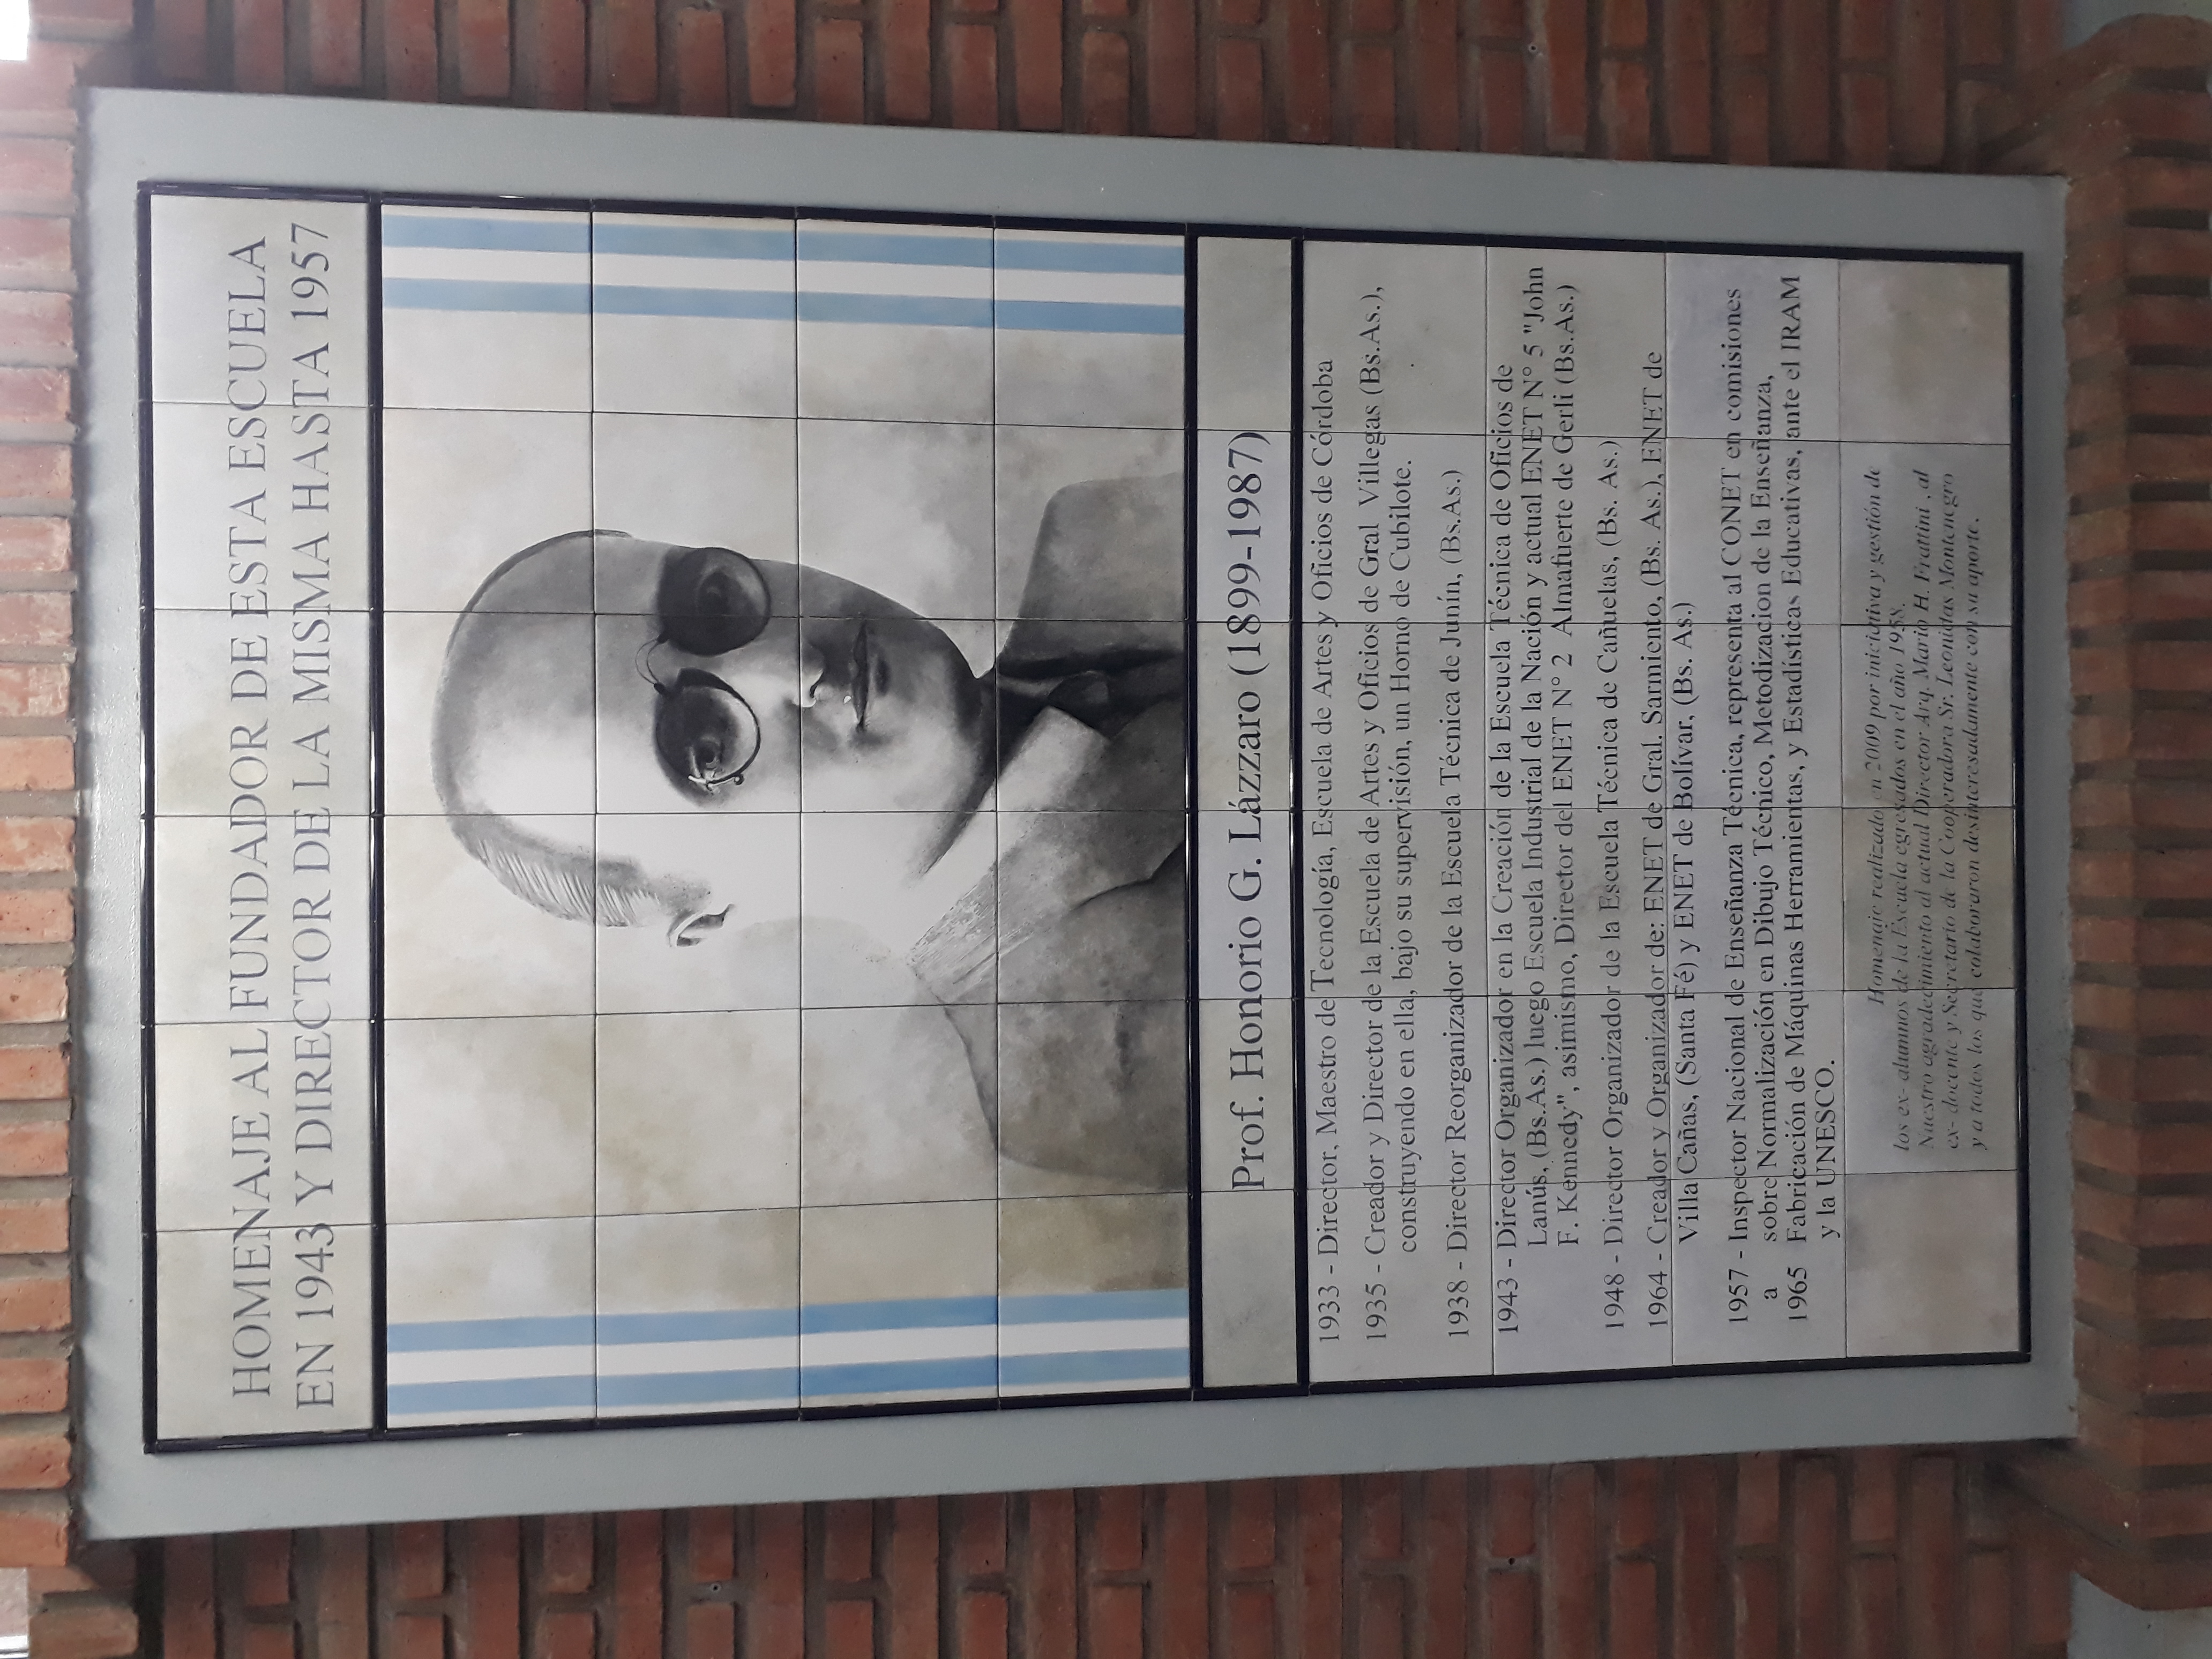 HOMENAJE AL FUNDADOR DE ESTA ESCUELA
EN 1943 Y DIRECTOR DE LA MISMA HASTA 1957
Prof. Honorio G. Lázzaro (1899-1987)
1933 - Director, Maestro de Tecnología, Escuela de Artes y Oficios de Córdoba
1935 - Creador y Director de la Escuela de Artes y Oficios de Gral Villegas (Bs.As.),
construyendo en ella, bajo su supervisión, un Horno de Cubilote.
1938 - Director Reorganizador de la Escuela Técnica de Junín, (Bs.As.)
1943 - Director Organizador en la Creación de la Escuela Técnica de Oficios de
Lanús, (Bs.As.) luego Escuela Industrial de la Nación y actual ENET N° 5 "John
F. Kennedy", asimismo, Director del ENET N° 2 Almafuerte de Gerli (Bs.As.)
1948 - Director Organizador de la Escuela Técnica de Cañuelas, (Bs. As.)
1964 - Creador y Organizador de: ENET de Gral. Sarmiento, (Bs. As.), ENET de
Villa Cañas, (Santa Fé) y ENET de Bolívar, (Bs. As.)
1957 - Inspector Nacional de Enseñanza Técnica, representa al CONET en comisiones
a sobre Normalización en Dibujo Técnico, Metodizacion de la Enseñanza,
1965 Fabricación de Máquinas Herramientas, y Estadísticas Educativas, ante el IRAM
y la UNESCO.
Homenaje realizado en 2009 por iniciativa y gestión de
los ex- alumnos de la Escuela egresados en el año 1958.
Nuestro agradecimiento al actual Director Arq. Mario H. Frattini , al
ex- docente y Secretario de la Cooperadora Sr. Leonidas Montenegro
y a todos los que colaboraron desinteresadamente con su aporte.